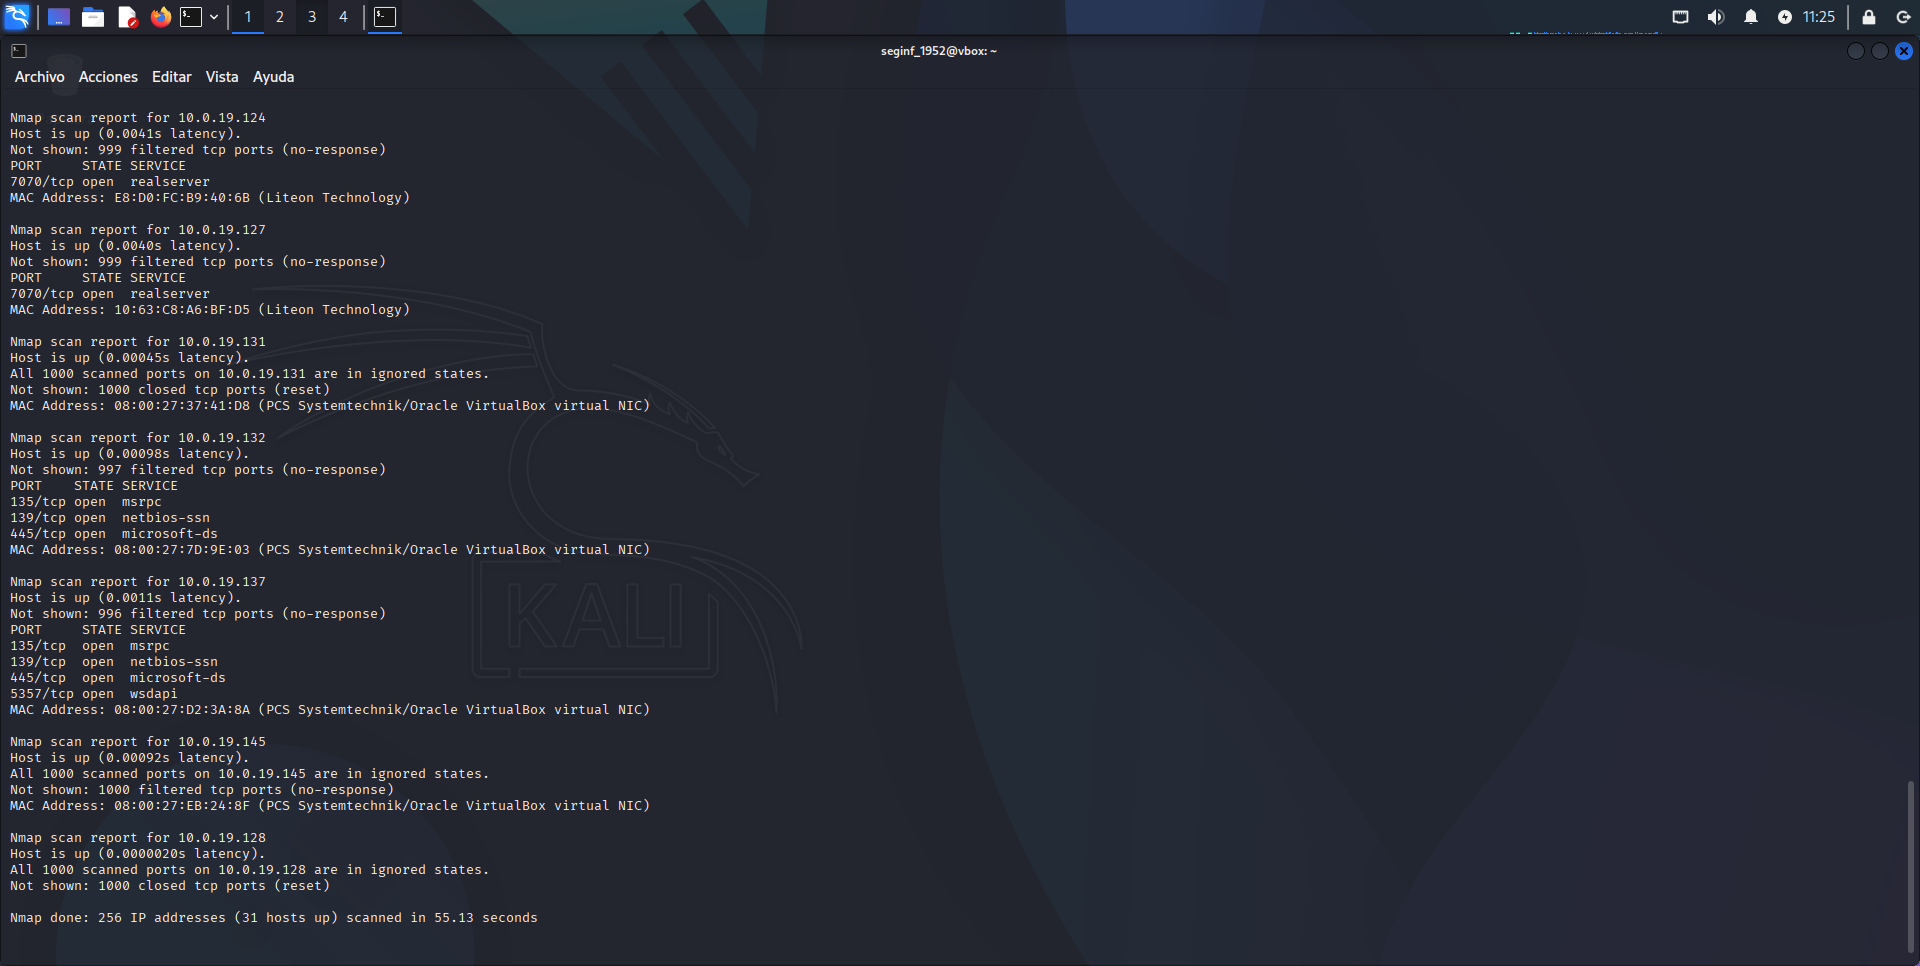 1 2 3 4 11:25
seginf_1952@vbox: ~
Archivo Acciones Editar Vista Ayuda
Nmap scan report for 10.0.19.124
Host is up (0.0041s latency).
Not shown: 999 filtered tcp ports (no-response)
PORT     STATE SERVICE
7070/tcp open  realserver
MAC Address: E8:D0:FC:B9:40:6B (Liteon Technology)
Nmap scan report for 10.0.19.127
Host is up (0.0040s latency).
Not shown: 999 filtered tcp ports (no-response)
PORT     STATE SERVICE
7070/tcp open  realserver
MAC Address: 10:63:C8:A6:BF:D5 (Liteon Technology)
Nmap scan report for 10.0.19.131
Host is up (0.00045s latency).
All 1000 scanned ports on 10.0.19.131 are in ignored states.
Not shown: 1000 closed tcp ports (reset)
MAC Address: 08:00:27:37:41:D8 (PCS Systemtechnik/Oracle VirtualBox virtual NIC)
Nmap scan report for 10.0.19.132
Host is up (0.00098s latency).
Not shown: 997 filtered tcp ports (no-response)
PORT    STATE SERVICE
135/tcp open  msrpc
139/tcp open  netbios-ssn
445/tcp open  microsoft-ds
MAC Address: 08:00:27:7D:9E:03 (PCS Systemtechnik/Oracle VirtualBox virtual NIC)
Nmap scan report for 10.0.19.137
Host is up (0.0011s latency).
Not shown: 996 filtered tcp ports (no-response)
PORT     STATE SERVICE
135/tcp  open  msrpc
139/tcp  open  netbios-ssn
445/tcp  open  microsoft-ds
5357/tcp open  wsdapi
MAC Address: 08:00:27:D2:3A:8A (PCS Systemtechnik/Oracle VirtualBox virtual NIC)
KALI
Nmap scan report for 10.0.19.145
Host is up (0.00092s latency).
All 1000 scanned ports on 10.0.19.145 are in ignored states.
Not shown: 1000 filtered tcp ports (no-response)
MAC Address: 08:00:27:EB:24:8F (PCS Systemtechnik/Oracle VirtualBox virtual NIC)
Nmap scan report for 10.0.19.128
Host is up (0.0000020s latency).
All 1000 scanned ports on 10.0.19.128 are in ignored states.
Not shown: 1000 closed tcp ports (reset)
Nmap done: 256 IP addresses (31 hosts up) scanned in 55.13 seconds